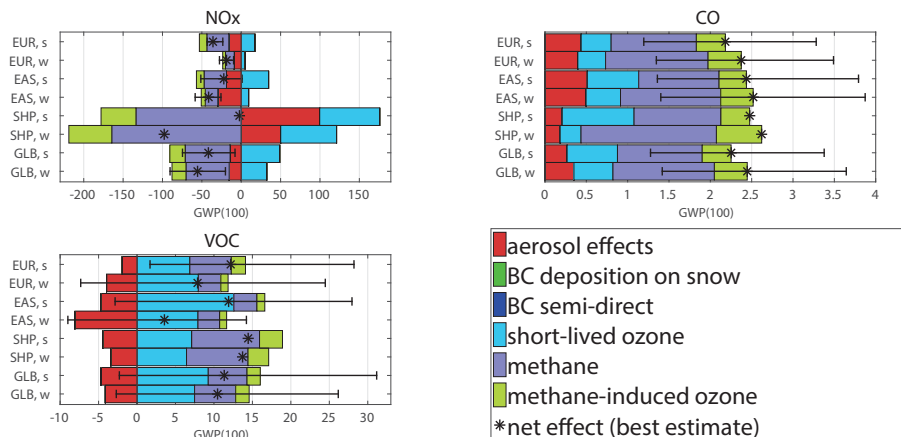 NOx
EUR, s
EUR, w
EAS, s
EAS, w
SHP, s
SHP, w
GLB, s
GLB, w
-200 -150 -100 -50 0 50 100 150
GWP(100)
CO
EUR, s
EUR, w
EAS, s
EAS, w
SHP, s
SHP, w
GLB, s
GLB, w
0 0.5 1 1.5 2 2.5 3 3.5 4
GWP(100)
VOC
EUR, s
EUR, w
EAS, s
EAS, w
SHP, s
SHP, w
GLB, s
GLB, w
-10 -5 0 5 10 15 20 25 30
GWP(100)
aerosol effects
BC deposition on snow
BC semi-direct
short-lived ozone
methane
methane-induced ozone
net effect (best estimate)